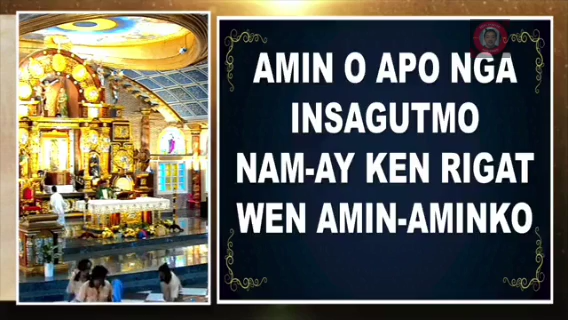 AMIN O APO NGA
INSAGUTMO
NAM-AY KEN RIGAT
WEN AMIN-AMINKO